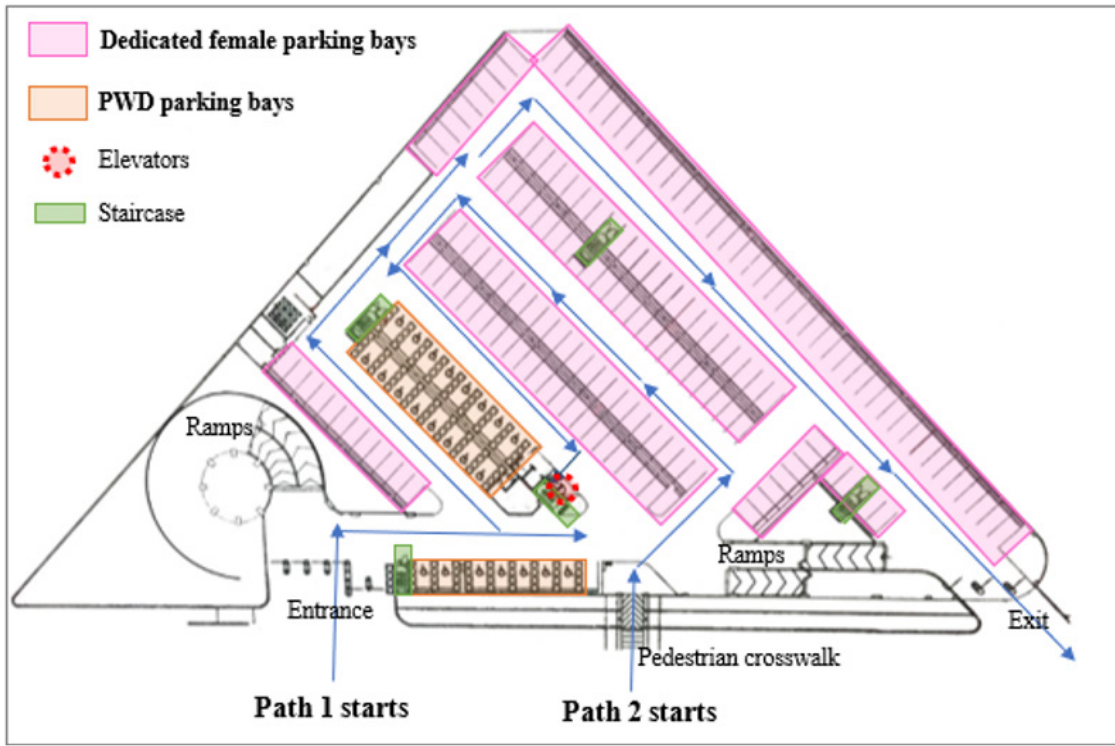 Dedicated female parking bays
PWD parking bays
Elevators
Staircase
Ramps
Ramps
Entrance
Exit
Pedestrian crosswalk
Path 1 starts
Path 2 starts